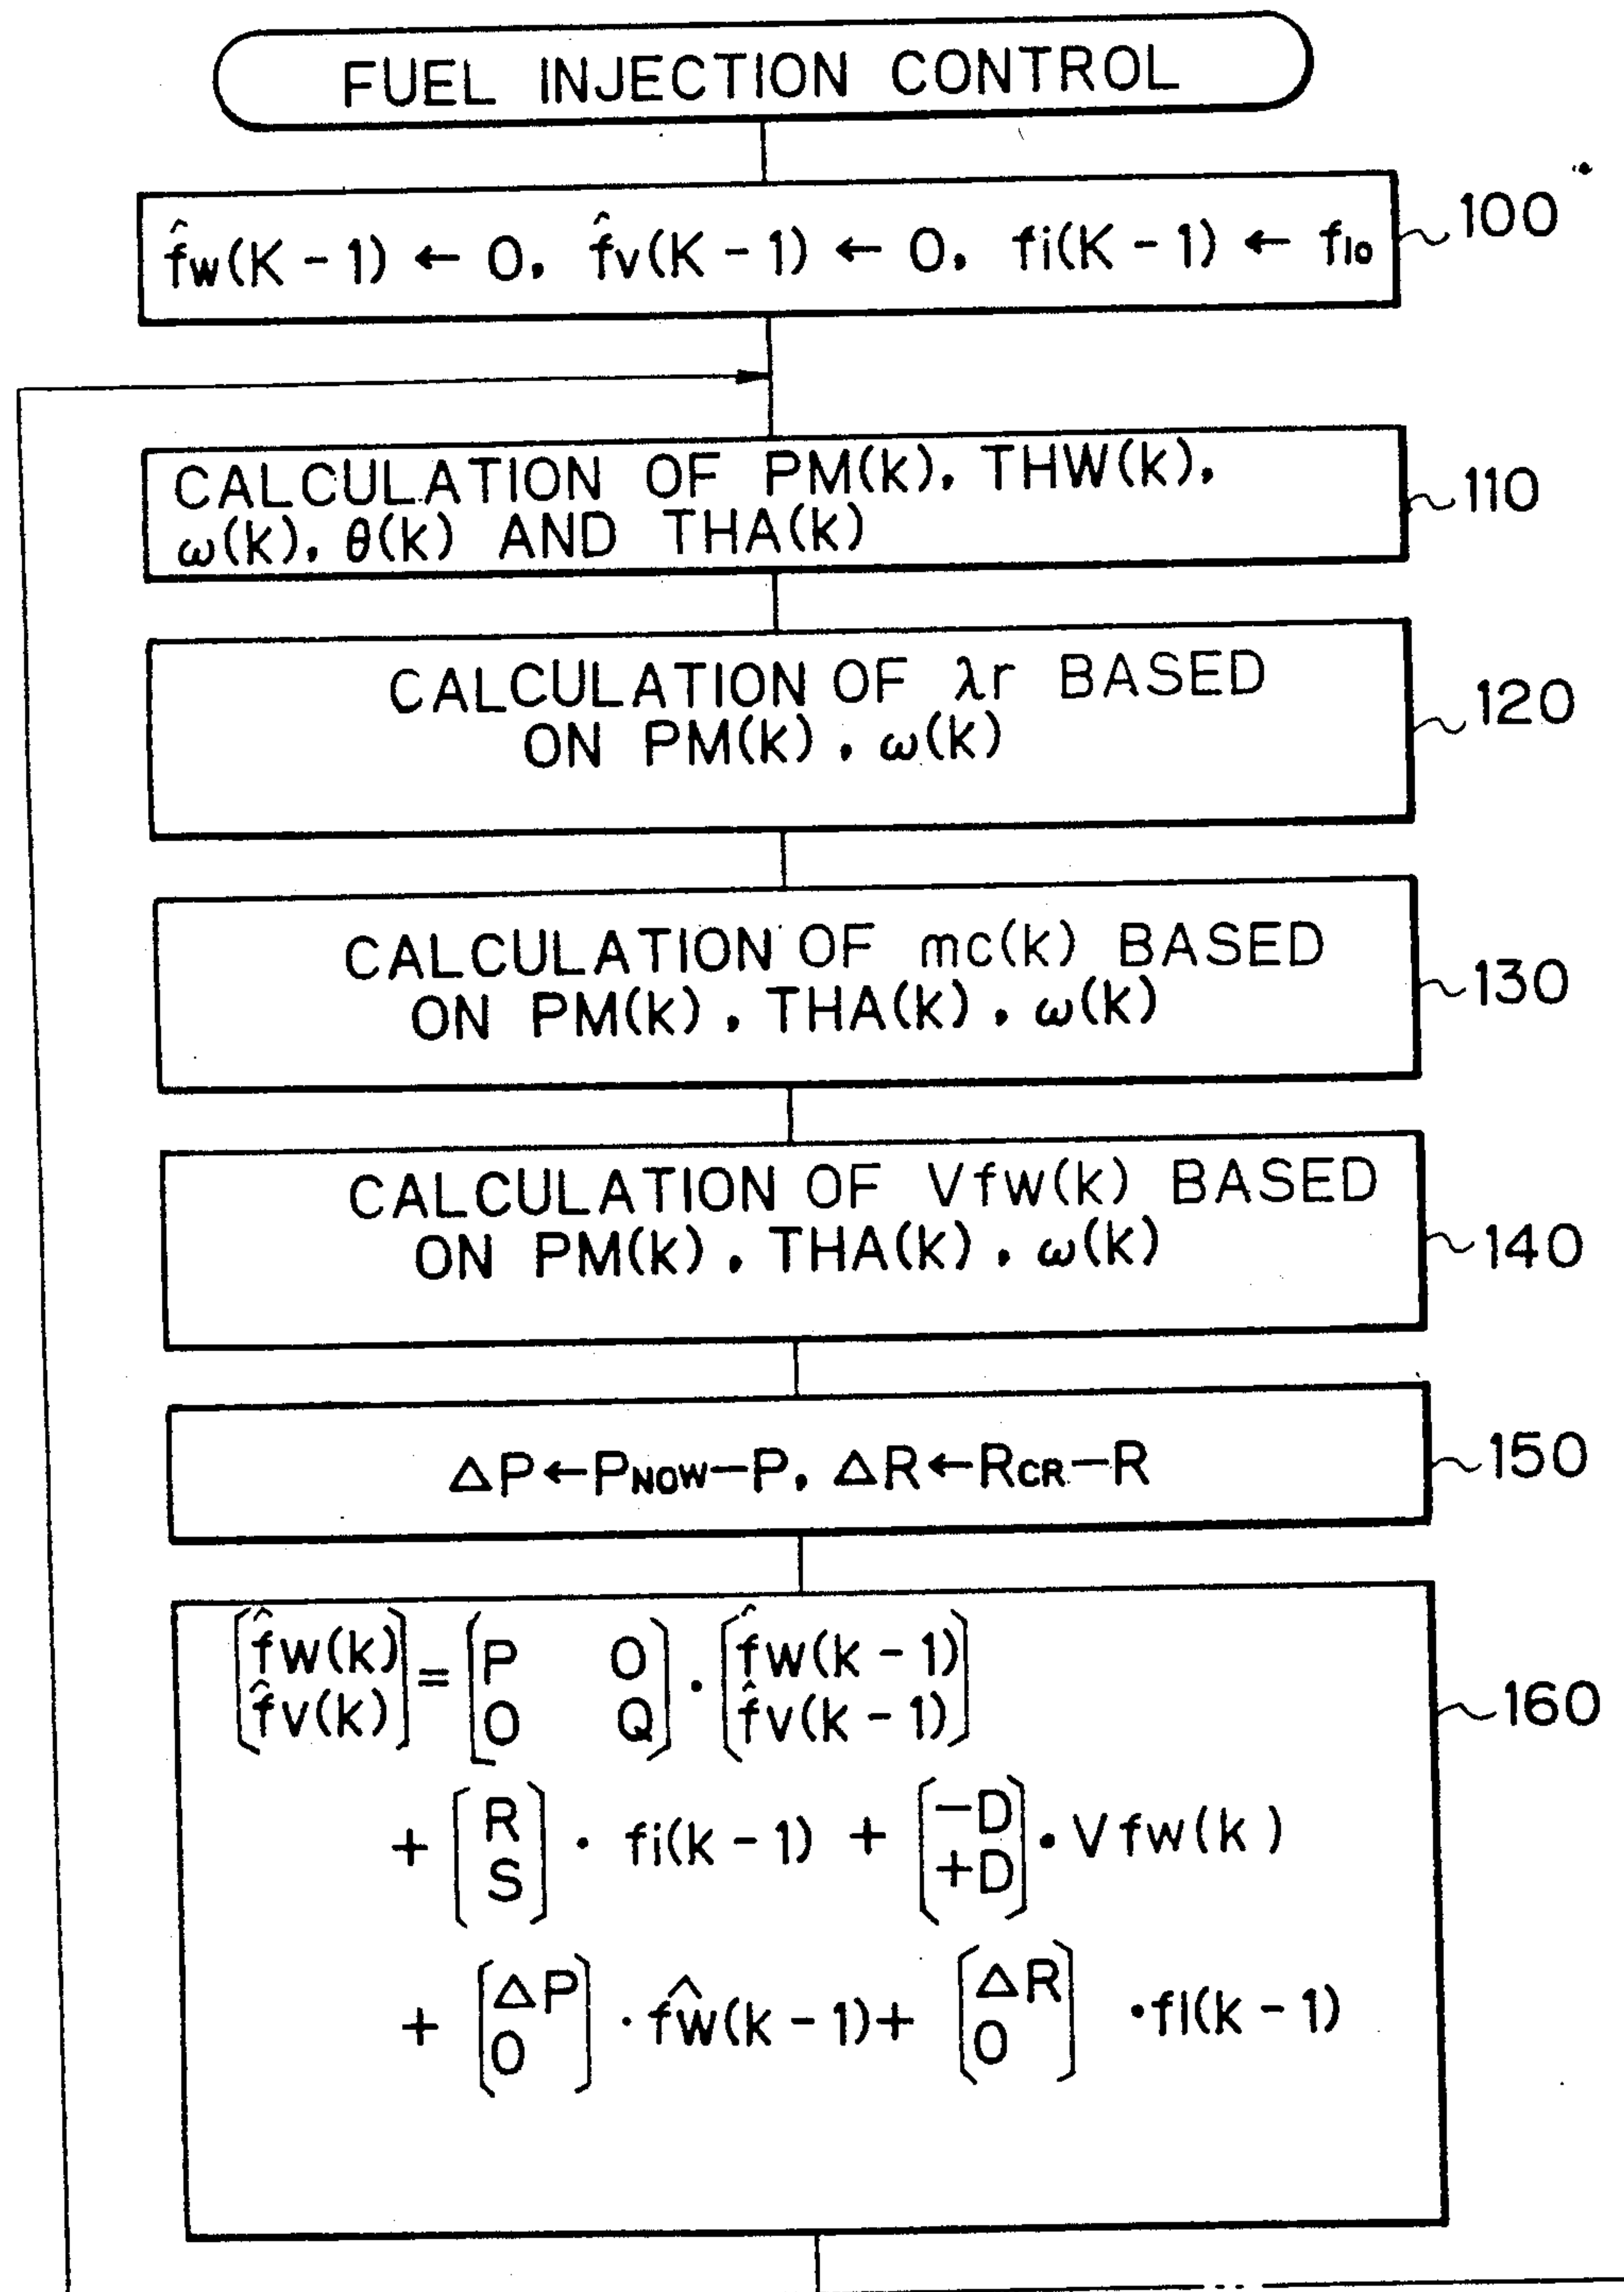 FUEL INJECTION CONTROL
f̂w(K-1) ← 0, f̂v(K-1) ← 0, fi(K-1) ← fio
100
CALCULATION OF PM(k), THW(k),
ω(k), θ(k) AND THA(k)
110
CALCULATION OF λr BASED
ON PM(k), ω(k)
120
CALCULATION OF mc(k) BASED
ON PM(k), THA(k), ω(k)
130
CALCULATION OF Vfw(k) BASED
ON PM(k), THA(k), ω(k)
140
ΔP←PNOW-P, ΔR←RCR-R
150
[f̂w(k)] = [P 0] · [f̂w(k-1)]
[f̂v(k)] [0 Q] [f̂v(k-1)]
160
+ [R] · fi(k-1) + [-D] · Vfw(k)
[S] [+D]
+ [ΔP] · f̂w(k-1) + [ΔR] · fi(k-1)
[0] [0]